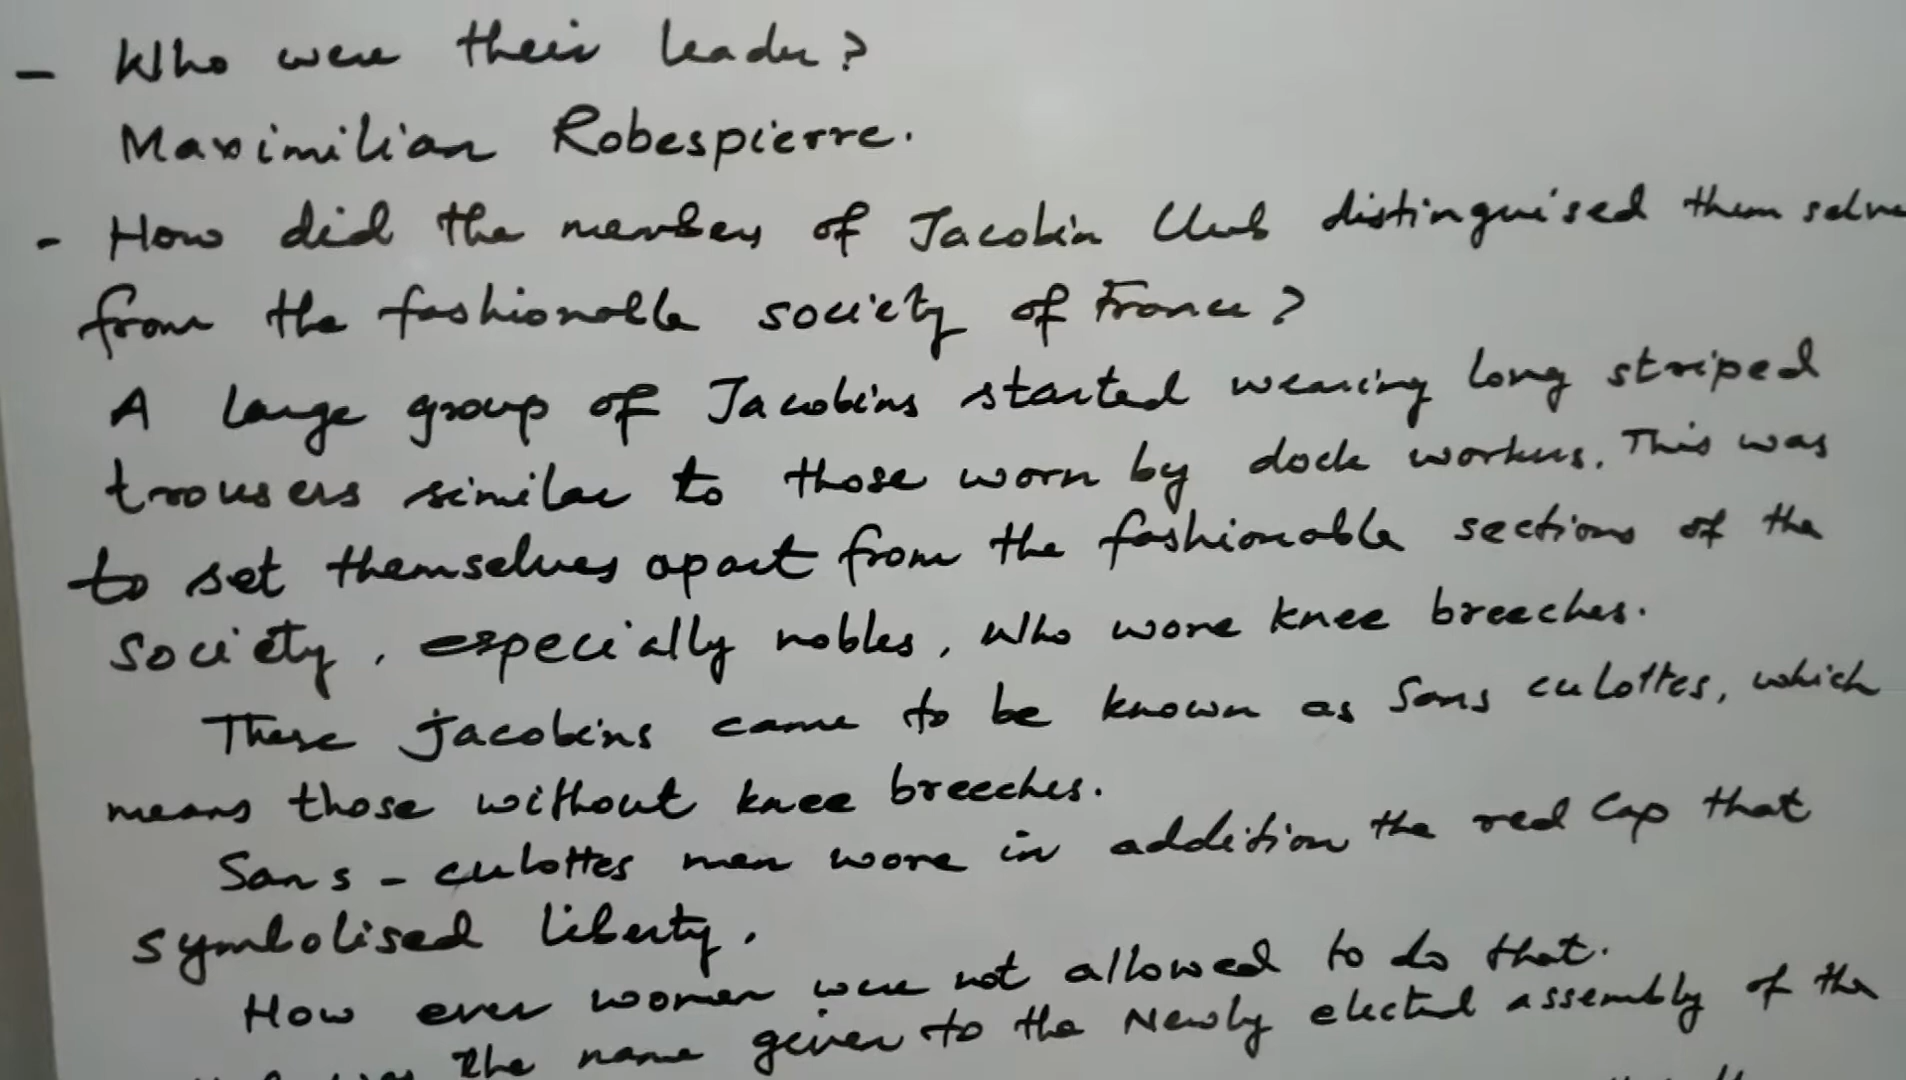 - Who were their leader?
Maximilian Robespierre.
- How did the members of Jacobin Club distinguised them selve
from the fashionable society of France?
A large group of Jacobins started wearing long striped
trousers similar to those worn by dock workers. This was
to set themselves apart from the fashionable sections of the
society, especially nobles, who wore knee breeches.
These Jacobins came to be known as Sans culottes, which
means those without knee breeches.
Sans - culottes men wore in addition the red Cap that
symbolised liberty.
How ever women were not allowed to do that.
the name given to the Newly elected assembly of the